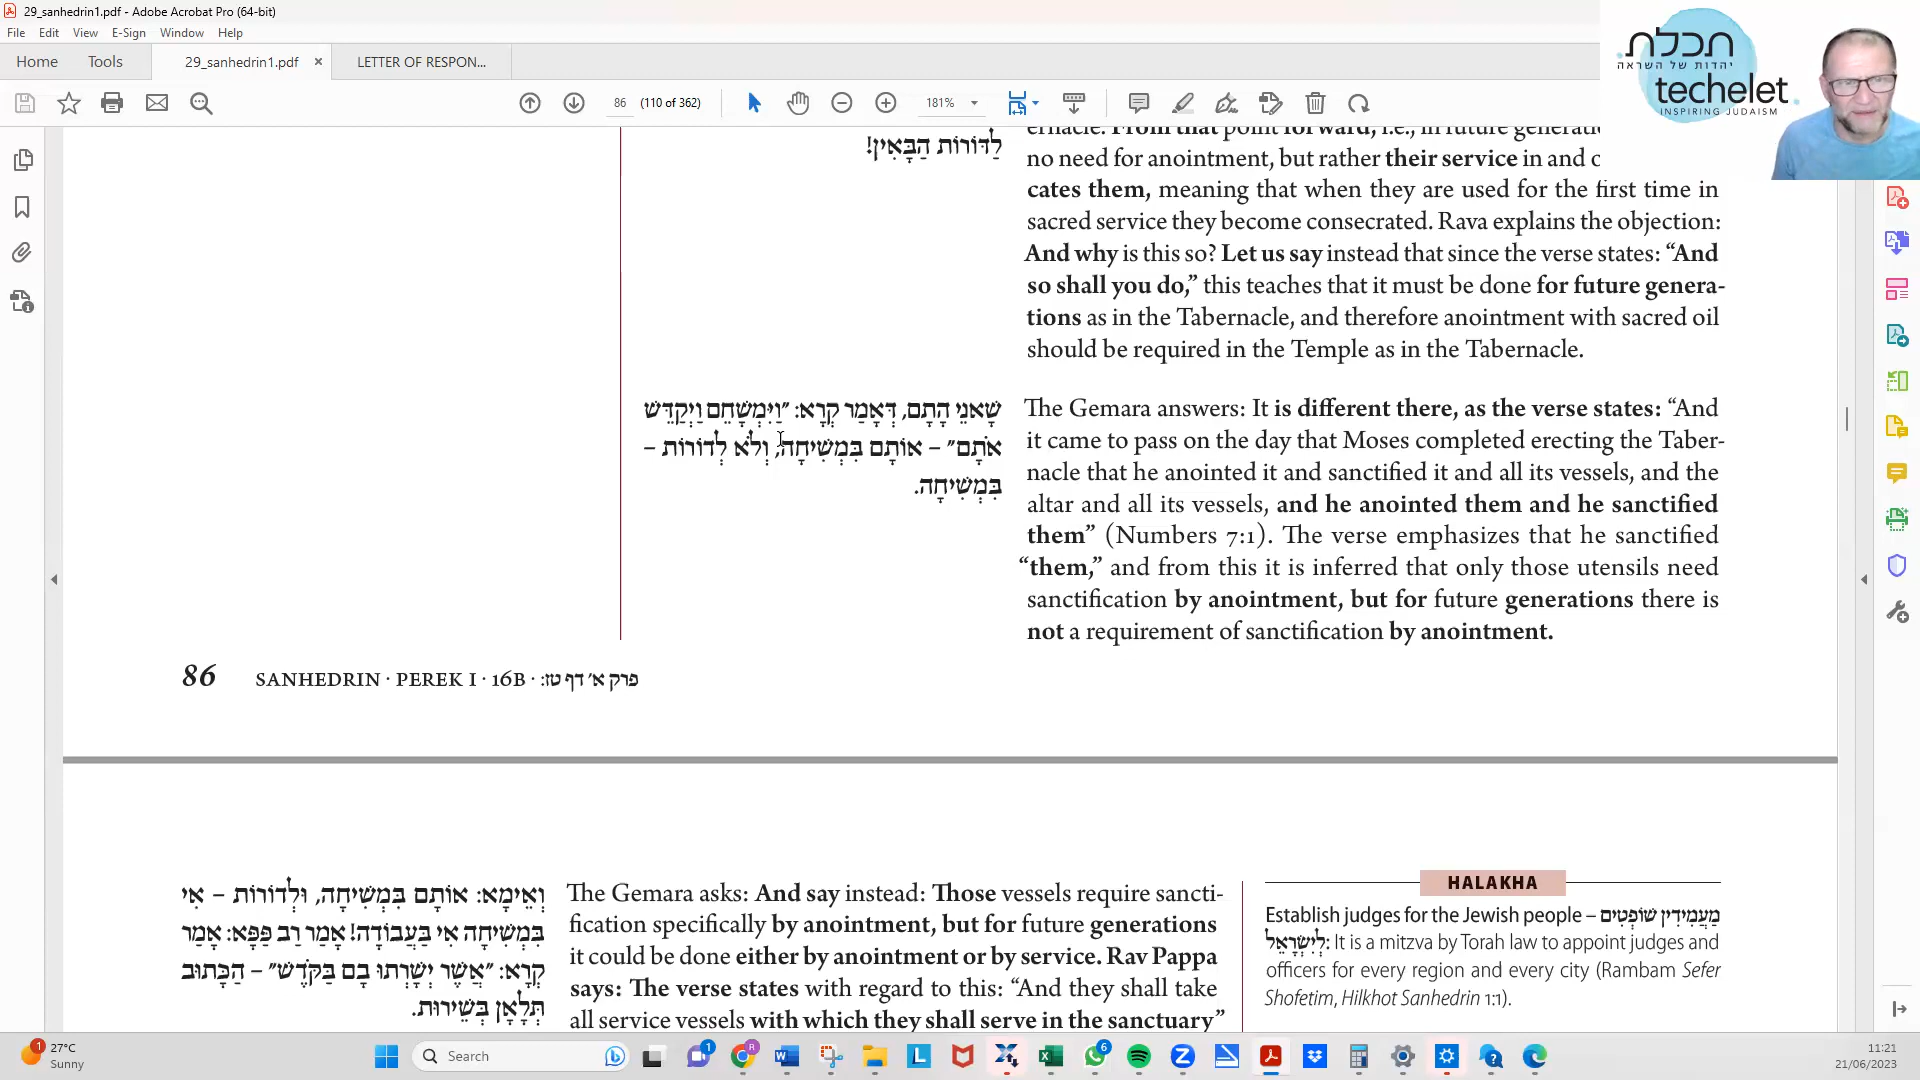 29_sanhedrin1.pdf - Adobe Acrobat Pro (64-bit)
File Edit View E-Sign Window Help
Home Tools 29_sanhedrin1.pdf × LETTER OF RESPON...
86 (110 of 362) 181%
תכלת
יהדות של השראה
techelet
INSPIRING JUDAISM
לַדּוֹרוֹת הַבָּאִין!
ernacle. From that point forward, i.e., in future generati
no need for anointment, but rather their service in and o
cates them, meaning that when they are used for the first time in
sacred service they become consecrated. Rava explains the objection:
And why is this so? Let us say instead that since the verse states: “And
so shall you do,” this teaches that it must be done for future genera-
tions as in the Tabernacle, and therefore anointment with sacred oil
should be required in the Temple as in the Tabernacle.
שָׁאנֵי הָתָם, דְּאָמַר קְרָא: ״וַיִּמְשָׁחֵם וַיְקַדֵּשׁ
אֹתָם״ – אוֹתָם בִּמְשִׁיחָה, וְלֹא לְדוֹרוֹת –
בִּמְשִׁיחָה.
The Gemara answers: It is different there, as the verse states: “And
it came to pass on the day that Moses completed erecting the Taber-
nacle that he anointed it and sanctified it and all its vessels, and the
altar and all its vessels, and he anointed them and he sanctified
them” (Numbers 7:1). The verse emphasizes that he sanctified
“them,” and from this it is inferred that only those utensils need
sanctification by anointment, but for future generations there is
not a requirement of sanctification by anointment.
86 SANHEDRIN · PEREK I · 16B · פרק א׳ דף טז:
וְאֵימָא: אוֹתָם בִּמְשִׁיחָה, וּלְדוֹרוֹת – אִי
בִּמְשִׁיחָה אִי בַּעֲבוֹדָה! אָמַר רַב פַּפָּא: אָמַר
קְרָא: ״אֲשֶׁר יְשָׁרְתוּ בָם בַּקֹּדֶשׁ״ – הַכָּתוּב
תְּלָאָן בְּשֵׁירוּת.
The Gemara asks: And say instead: Those vessels require sancti-
fication specifically by anointment, but for future generations
it could be done either by anointment or by service. Rav Pappa
says: The verse states with regard to this: “And they shall take
all service vessels with which they shall serve in the sanctuary”
HALAKHA
Establish judges for the Jewish people – מַעֲמִידִין שׁוֹפְטִים
לְיִשְׂרָאֵל: It is a mitzva by Torah law to appoint judges and
officers for every region and every city (Rambam Sefer
Shofetim, Hilkhot Sanhedrin 1:1).
1 27°C
Sunny
Search
1
R
6
11:21
21/06/2023